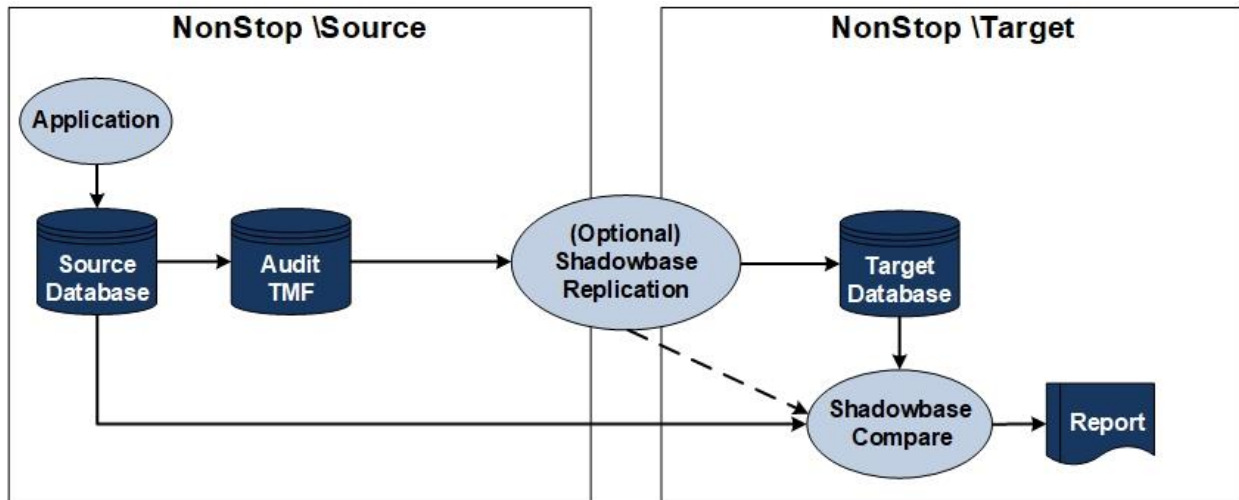 NonStop \Source
NonStop \Target
Application
Source
Database
Audit
TMF
(Optional)
Shadowbase
Replication
Target
Database
Shadowbase
Compare
Report